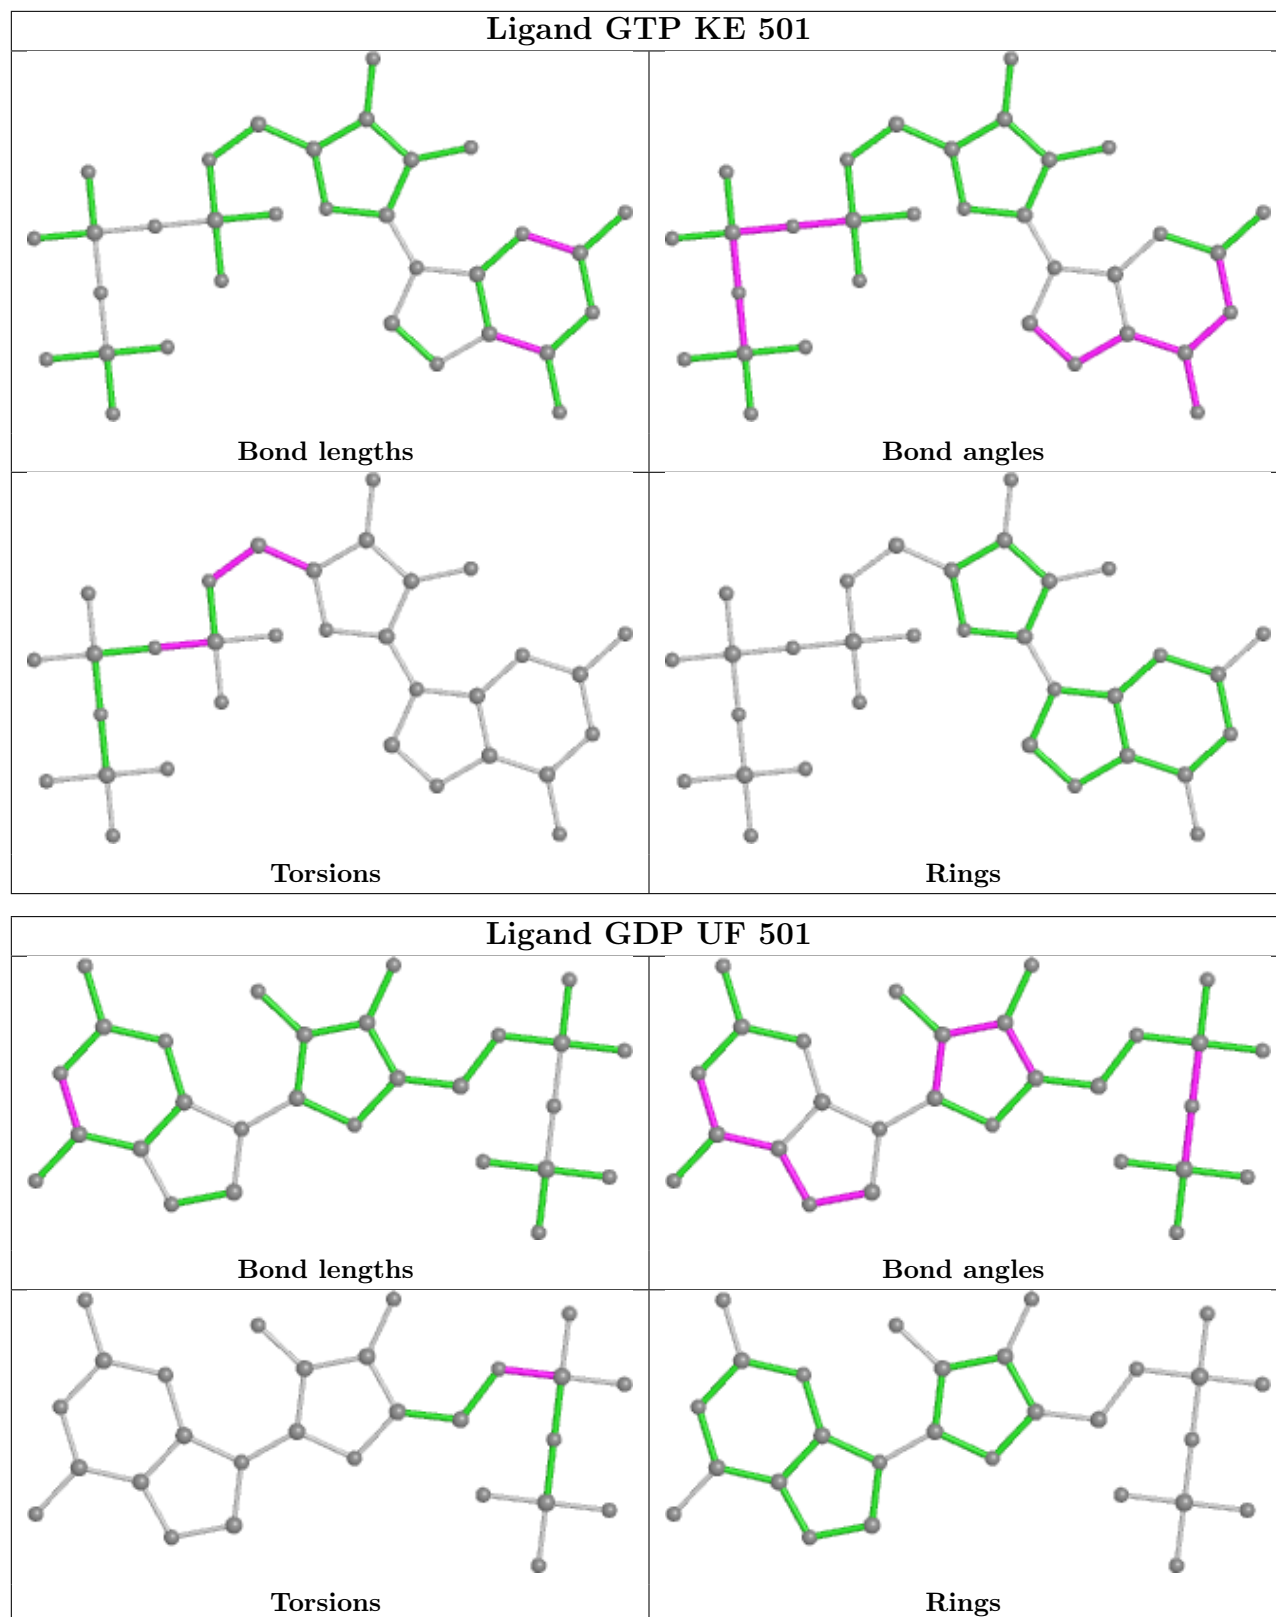 Ligand GTP KE 501
Bond lengths
Bond angles
Torsions
Rings
Ligand GDP UF 501
Bond lengths
Bond angles
Torsions
Rings